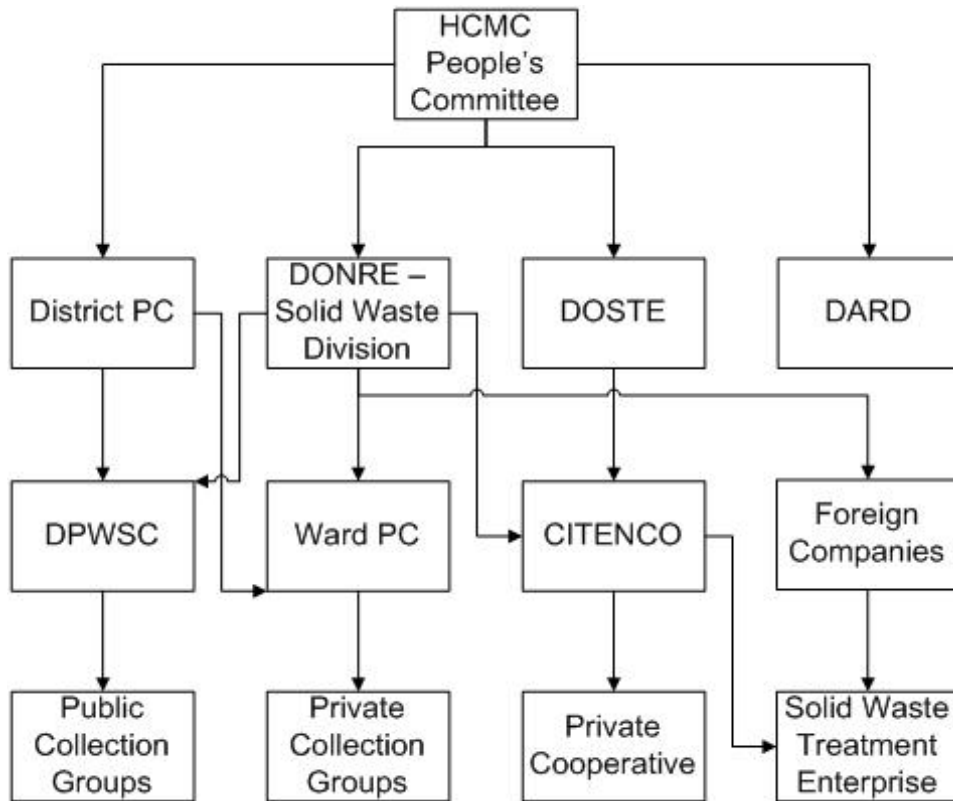 HCMC
People's
Committee
District PC
DONRE –
Solid Waste
Division
DOSTE
DARD
DPWSC
Ward PC
CITENCO
Foreign
Companies
Public
Collection
Groups
Private
Collection
Groups
Private
Cooperative
Solid Waste
Treatment
Enterprise